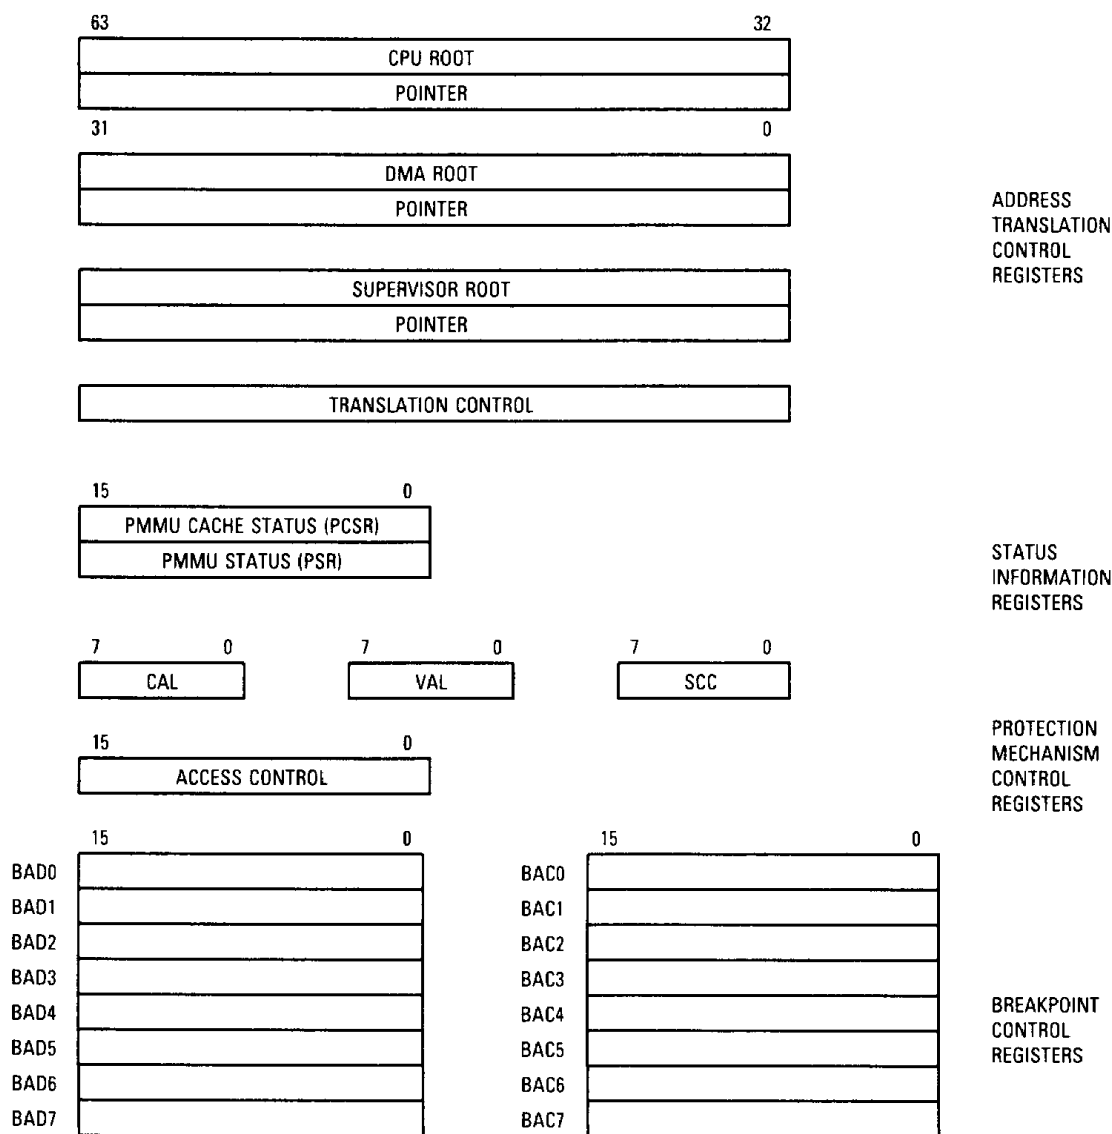 63 32
CPU ROOT
POINTER
31 0
DMA ROOT
POINTER
ADDRESS
TRANSLATION
CONTROL
REGISTERS
SUPERVISOR ROOT
POINTER
TRANSLATION CONTROL
15 0
PMMU CACHE STATUS (PCSR)
PMMU STATUS (PSR)
STATUS
INFORMATION
REGISTERS
7 0 7 0 7 0
CAL VAL SCC
15 0
ACCESS CONTROL
PROTECTION
MECHANISM
CONTROL
REGISTERS
15 0 15 0
BAD0 BAC0
BAD1 BAC1
BAD2 BAC2
BAD3 BAC3
BAD4 BAC4
BAD5 BAC5
BAD6 BAC6
BAD7 BAC7
BREAKPOINT
CONTROL
REGISTERS